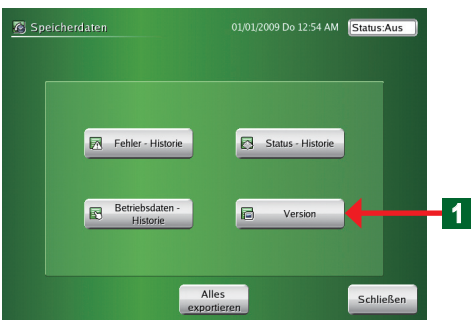 Speicherdaten 01/01/2009 Do 12:54 AM Status:Aus
Fehler - Historie
Status - Historie
Betriebsdaten -
Historie
Version
1
Alles
exportieren
Schließen